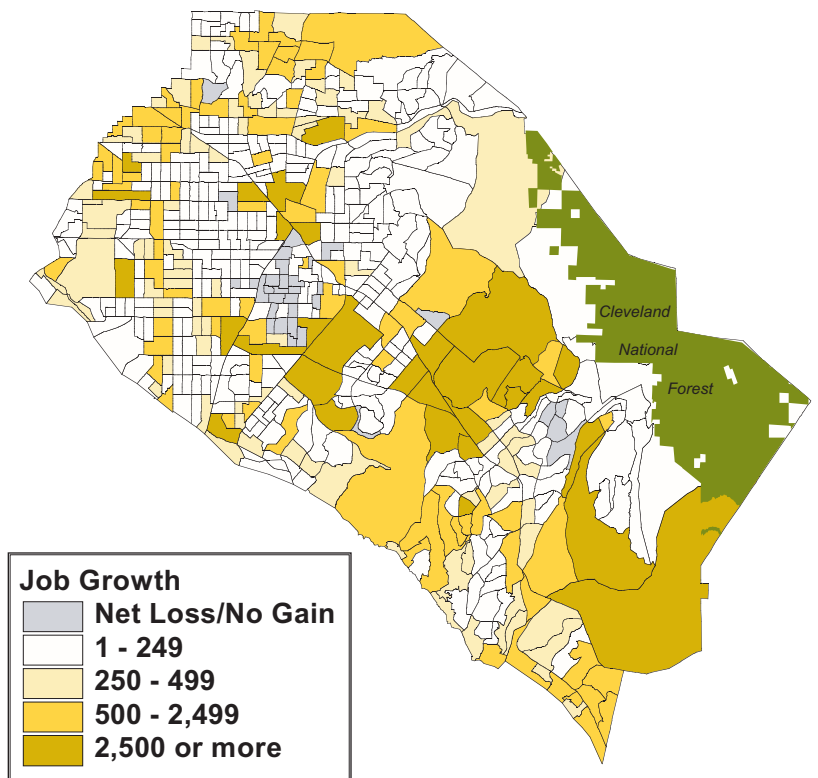 Cleveland
National
Forest
Job Growth
Net Loss/No Gain
1 - 249
250 - 499
500 - 2,499
2,500 or more